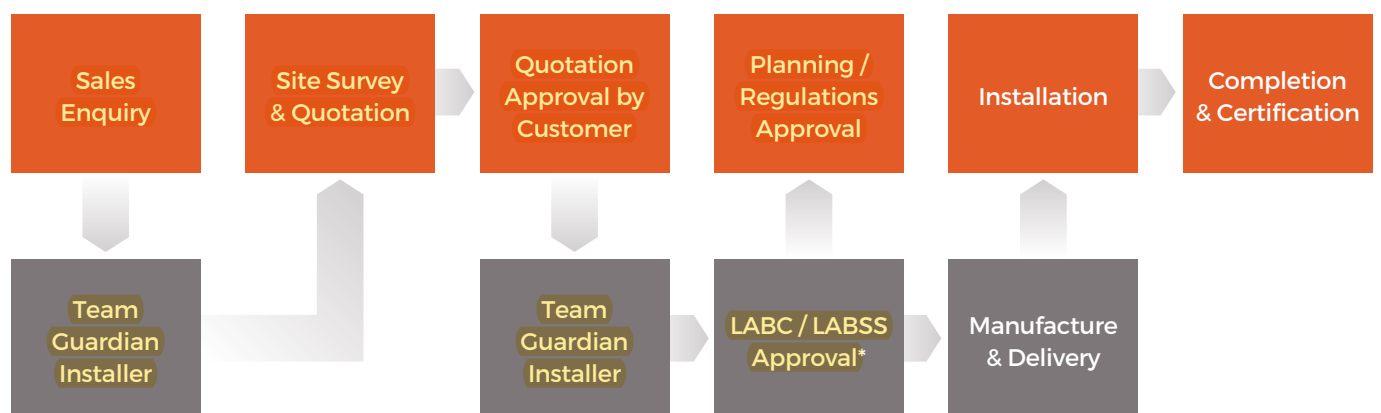 Sales
Enquiry
Site Survey
& Quotation
Quotation
Approval by
Customer
Planning /
Regulations
Approval
Installation
Completion
& Certification
Team
Guardian
Installer
Team
Guardian
Installer
LABC / LABSS
Approval*
Manufacture
& Delivery